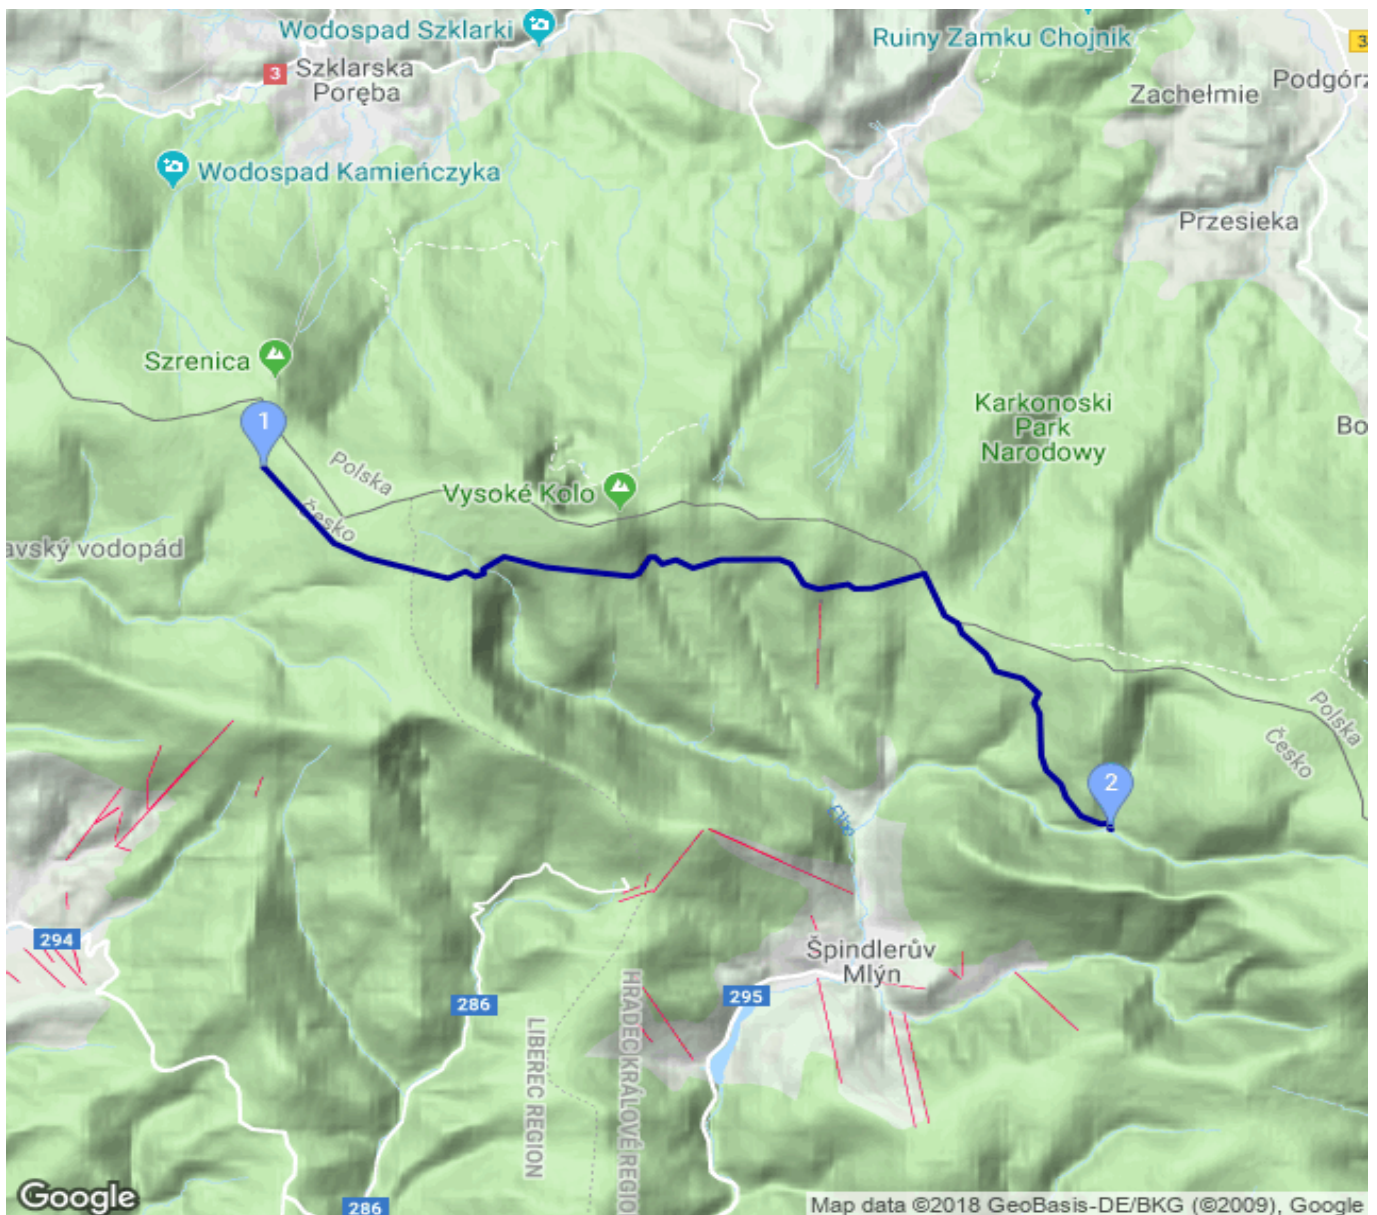 Wodospad Szklarki
Ruiny Zamku Chojnik
3
3
Szklarska
Poręba
Zachełmie
Podgórz
Wodospad Kamieńczyka
Przesieka
Szrenica
Karkonoski
Park
Narodowy
1
Bo
Polska
Vysoké Kolo
Česko
avský vodopád
Polska
Česko
2
Elbe
294
Špindlerův
Mlýn
286
295
LIBEREC REGION
HRADEC KRÁLOVÉ REGIO
286
Google
Map data ©2018 GeoBasis-DE/BKG (©2009), Google